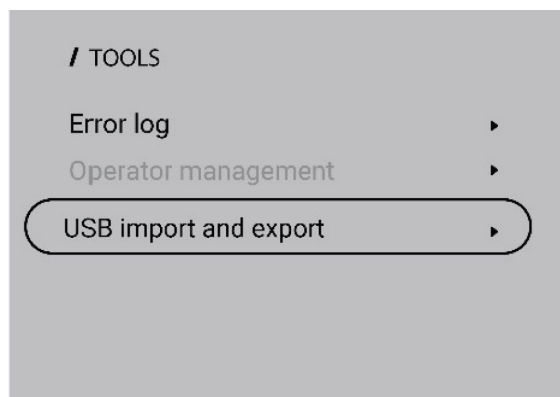 / TOOLS
Error log
Operator management
USB import and export